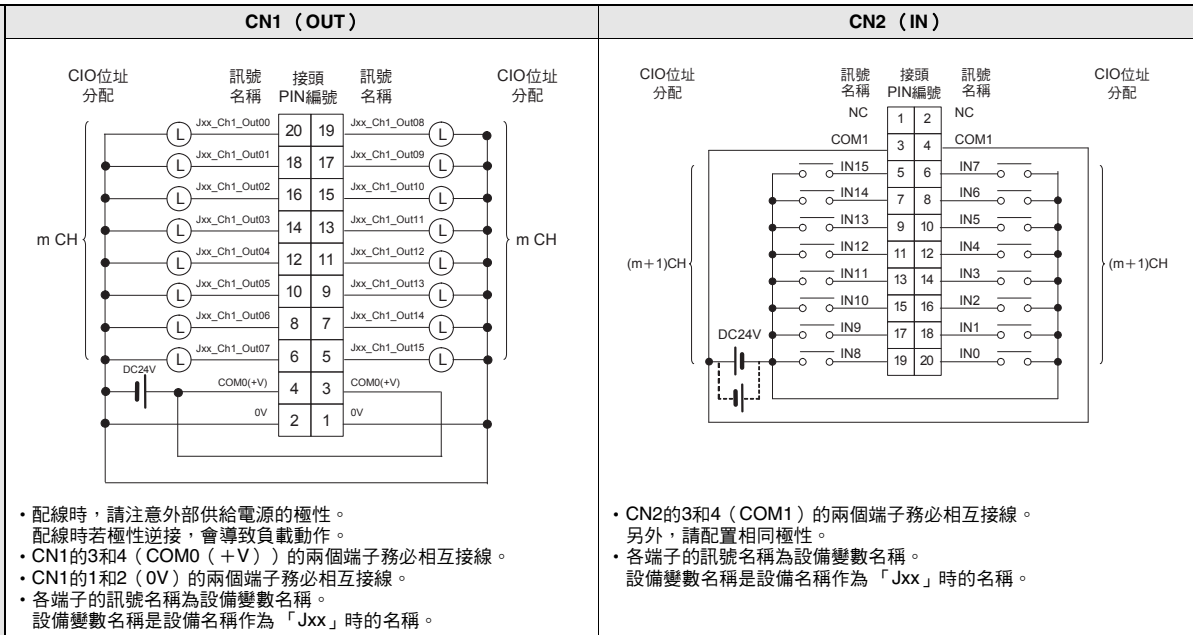 CN1（OUT）
CIO位址
分配
訊號
名稱
接頭
PIN編號
訊號
名稱
CIO位址
分配
Jxx_Ch1_Out00 20 19 Jxx_Ch1_Out08
L L
Jxx_Ch1_Out01 18 17 Jxx_Ch1_Out09
L L
Jxx_Ch1_Out02 16 15 Jxx_Ch1_Out10
L L
Jxx_Ch1_Out03 14 13 Jxx_Ch1_Out11
L L
m CH m CH
Jxx_Ch1_Out04 12 11 Jxx_Ch1_Out12
L L
Jxx_Ch1_Out05 10 9 Jxx_Ch1_Out13
L L
Jxx_Ch1_Out06 8 7 Jxx_Ch1_Out14
L L
Jxx_Ch1_Out07 6 5 Jxx_Ch1_Out15
L L
DC24V
COM0(+V) 4 3 COM0(+V)
0V 2 1 0V
・配線時，請注意外部供給電源的極性。
配線時若極性逆接，會導致負載動作。
・CN1的3和4（COM0（＋V））的兩個端子務必相互接線。
・CN1的1和2（0V）的兩個端子務必相互接線。
・各端子的訊號名稱為設備變數名稱。
設備變數名稱是設備名稱作為「Jxx」時的名稱。
CN2（IN）
CIO位址
分配
訊號
名稱
接頭
PIN編號
訊號
名稱
CIO位址
分配
NC 1 2 NC
COM1 3 4 COM1
IN15 5 6 IN7
IN14 7 8 IN6
IN13 9 10 IN5
IN12 11 12 IN4
(m＋1)CH (m＋1)CH
IN11 13 14 IN3
IN10 15 16 IN2
DC24V
IN9 17 18 IN1
IN8 19 20 IN0
・CN2的3和4（COM1）的兩個端子務必相互接線。
另外，請配置相同極性。
・各端子的訊號名稱為設備變數名稱。
設備變數名稱是設備名稱作為「Jxx」時的名稱。